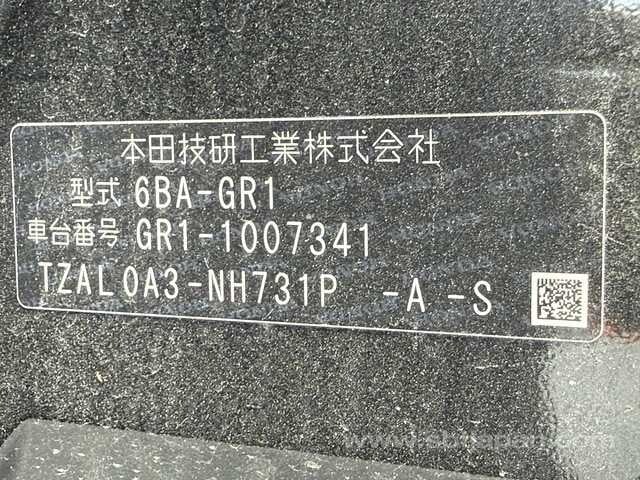 本田技研工業株式会社
型式 6BA-GR1
車台番号 GR1-1007341
TZAL0A3-NH731P -A -S